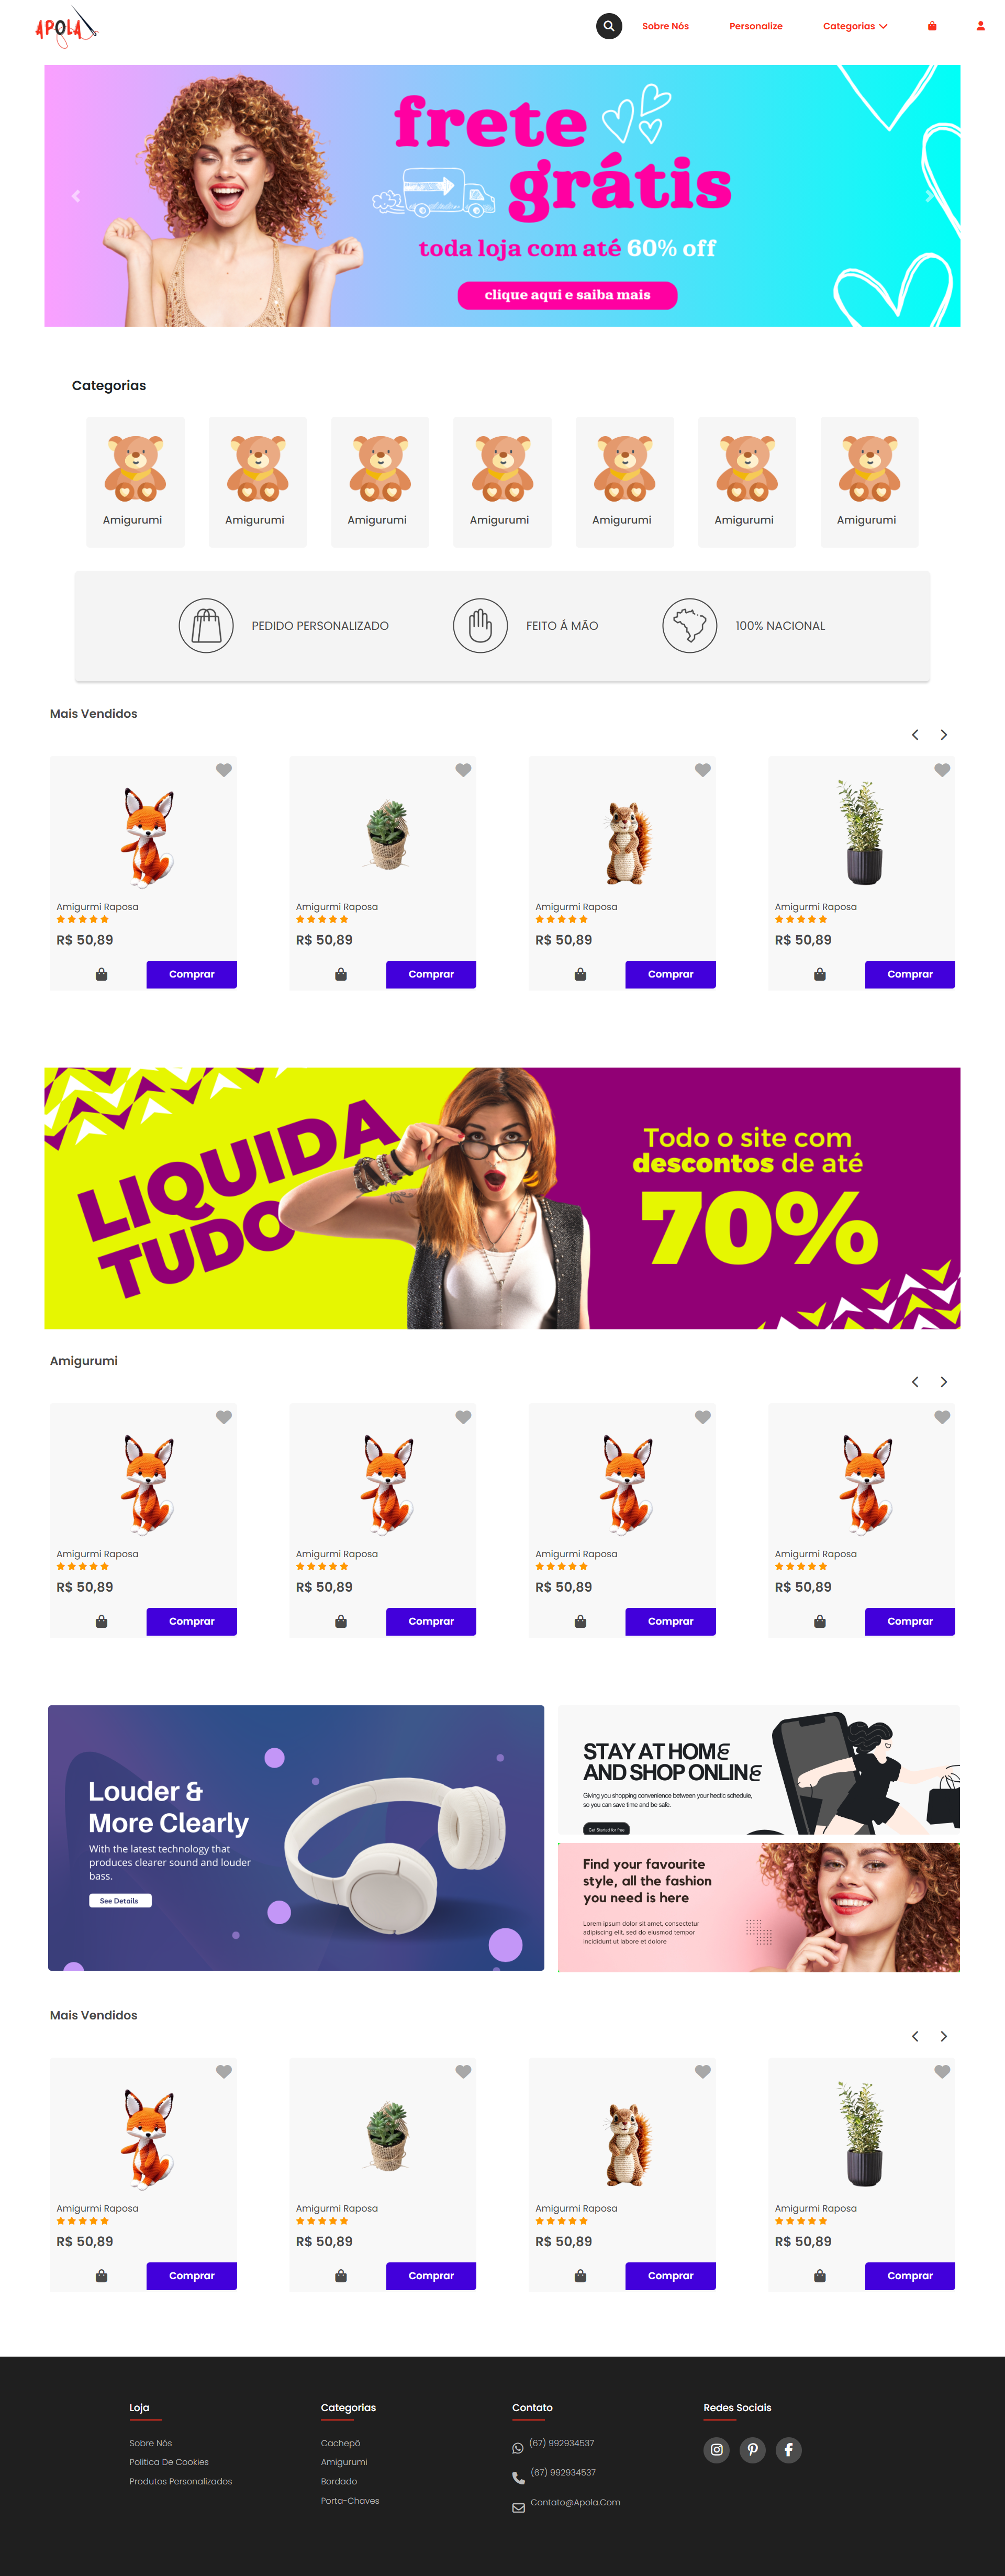 APOLA
Sobre Nós
Personalize
Categorias
frete
grátis
toda loja com até 60% off
clique aqui e saiba mais
Categorias
Amigurumi
Amigurumi
Amigurumi
Amigurumi
Amigurumi
Amigurumi
Amigurumi
PEDIDO PERSONALIZADO
FEITO Á MÃO
100% NACIONAL
Mais Vendidos
Amigurmi Raposa
R$ 50,89
Comprar
Amigurmi Raposa
R$ 50,89
Comprar
Amigurmi Raposa
R$ 50,89
Comprar
Amigurmi Raposa
R$ 50,89
Comprar
LIQUIDA
TUDO
Todo o site com
descontos de até
70%
Amigurumi
Amigurmi Raposa
R$ 50,89
Comprar
Amigurmi Raposa
R$ 50,89
Comprar
Amigurmi Raposa
R$ 50,89
Comprar
Amigurmi Raposa
R$ 50,89
Comprar
Louder &
More Clearly
With the latest technology that
produces clearer sound and louder
bass.
See Details
STAY AT HOME
AND SHOP ONLINE
Giving you shopping convenience between your hectic schedule,
so you can save time and be safe.
Get Started for free
Find your favourite
style, all the fashion
you need is here
Lorem ipsum dolor sit amet, consectetur
adipiscing elit, sed do eiusmod tempor
incididunt ut labore et dolore
Mais Vendidos
Amigurmi Raposa
R$ 50,89
Comprar
Amigurmi Raposa
R$ 50,89
Comprar
Amigurmi Raposa
R$ 50,89
Comprar
Amigurmi Raposa
R$ 50,89
Comprar
Loja
Sobre Nós
Politica De Cookies
Produtos Personalizados
Categorias
Cachepô
Amigurumi
Bordado
Porta-Chaves
Contato
(67) 992934537
(67) 992934537
Contato@Apola.Com
Redes Sociais